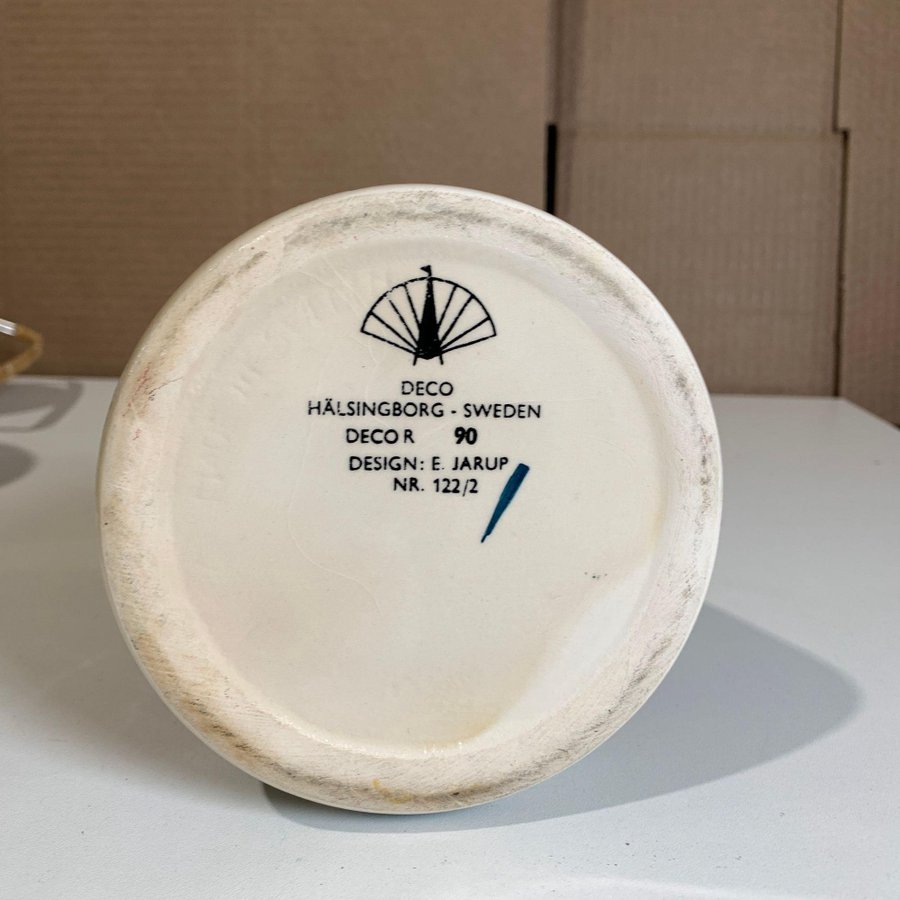 DECO
HÄLSINGBORG - SWEDEN
DECOR 90
DESIGN: E. JARUP
NR. 122/2